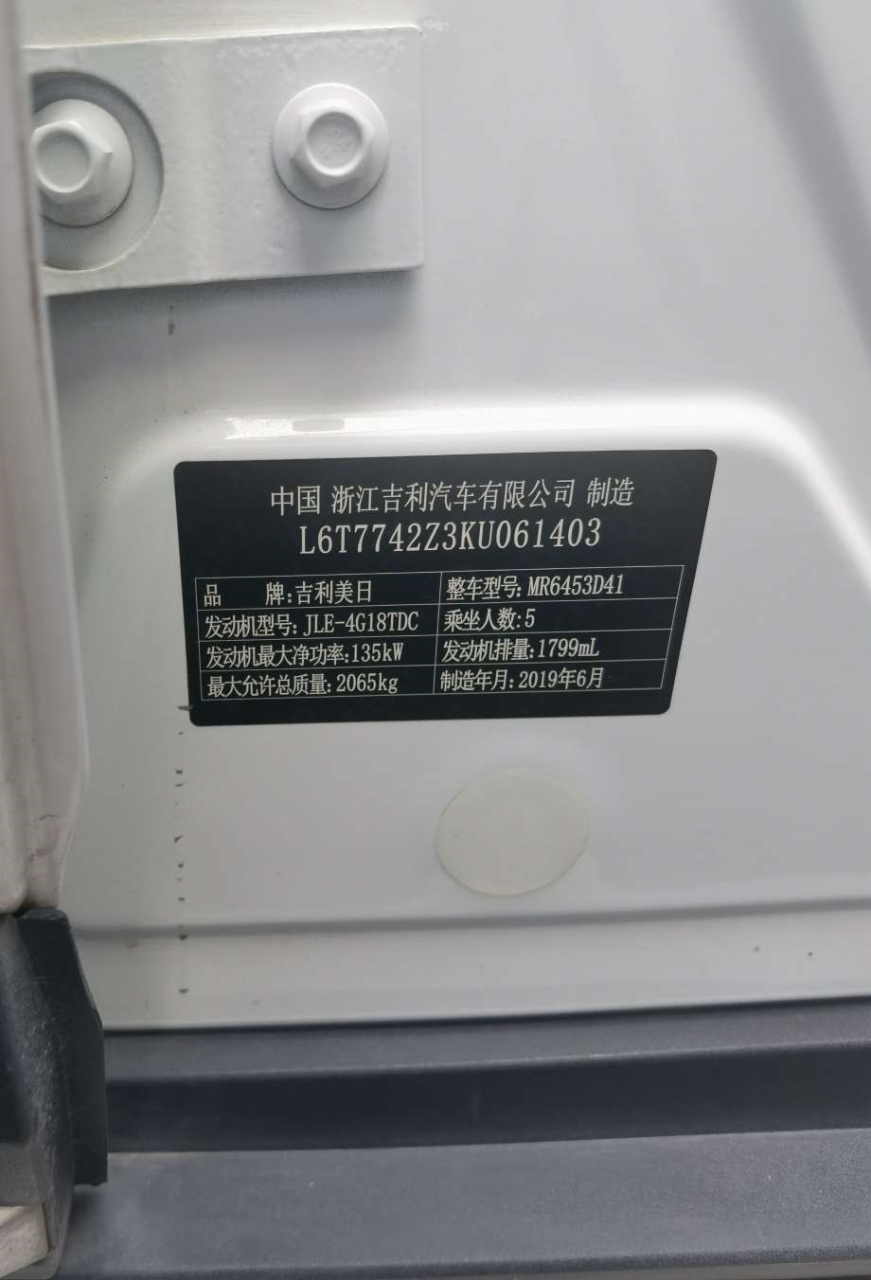 中国 浙江吉利汽车有限公司 制造
L6T7742Z3KU061403
品 牌:吉利美日 整车型号:MR6453D41
发动机型号:JLE-4G18TDC 乘坐人数:5
发动机最大净功率:135kW 发动机排量:1799mL
最大允许总质量:2065kg 制造年月:2019年6月